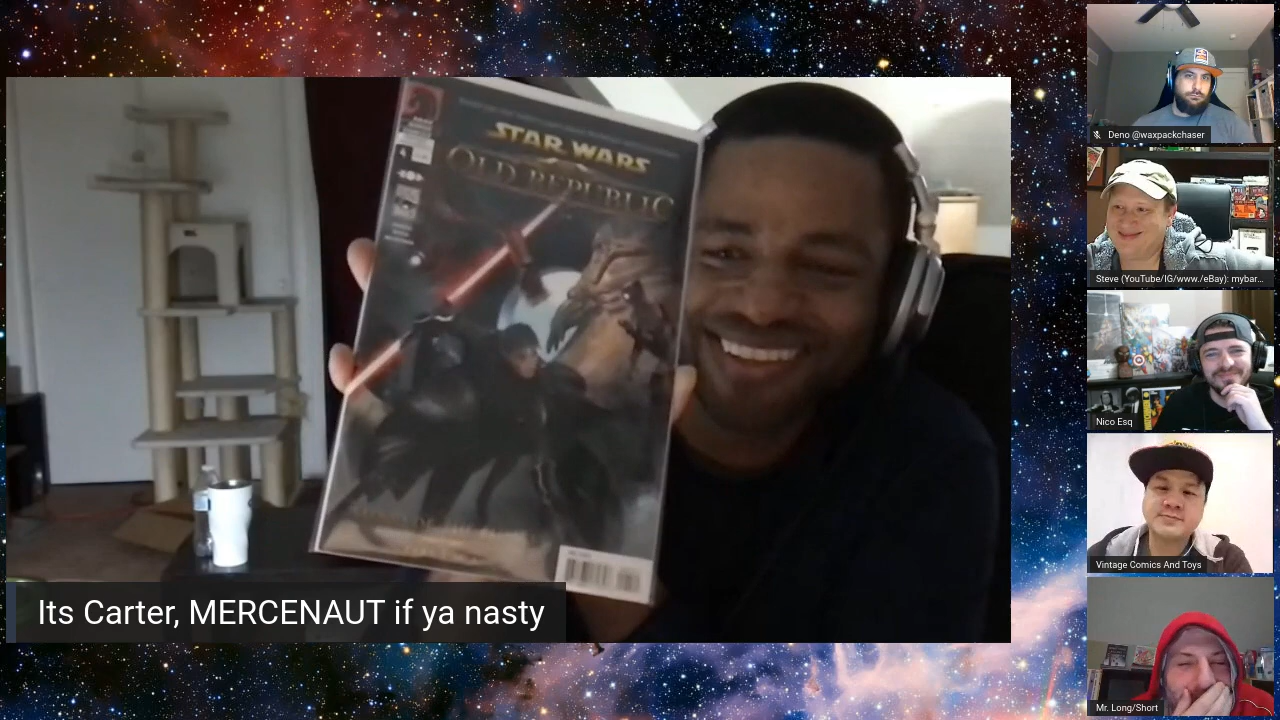 STAR WARS
OLD REPUBLIC
Its Carter, MERCENAUT if ya nasty
Deno @waxpackchaser
Steve (YouTube/IG/www./eBay): mybar...
Nico Esq
Vintage Comics And Toys
Mr. Long/Short